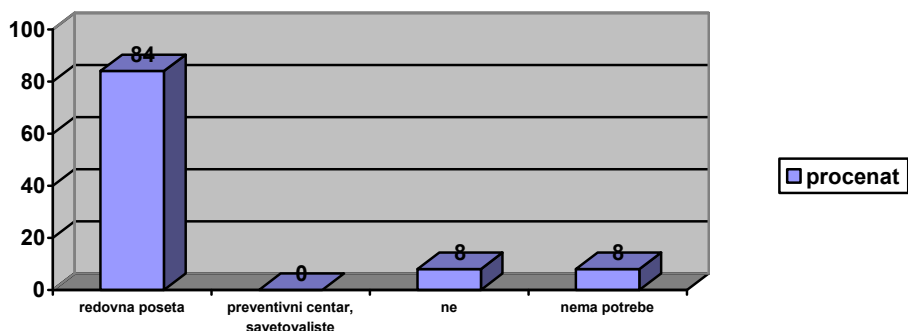 100
80
60
40
20
0
84
0
8
8
redovna poseta
preventivni centar,
savetovaliste
ne
nema potrebe
procenat